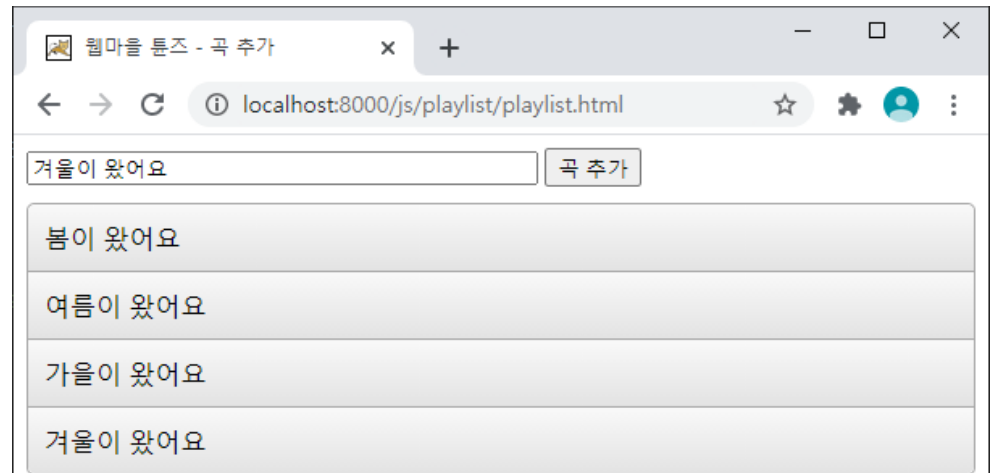 웹마을 튠즈 - 곡 추가
localhost:8000/js/playlist/playlist.html
겨울이 왔어요 곡 추가
봄이 왔어요
여름이 왔어요
가을이 왔어요
겨울이 왔어요